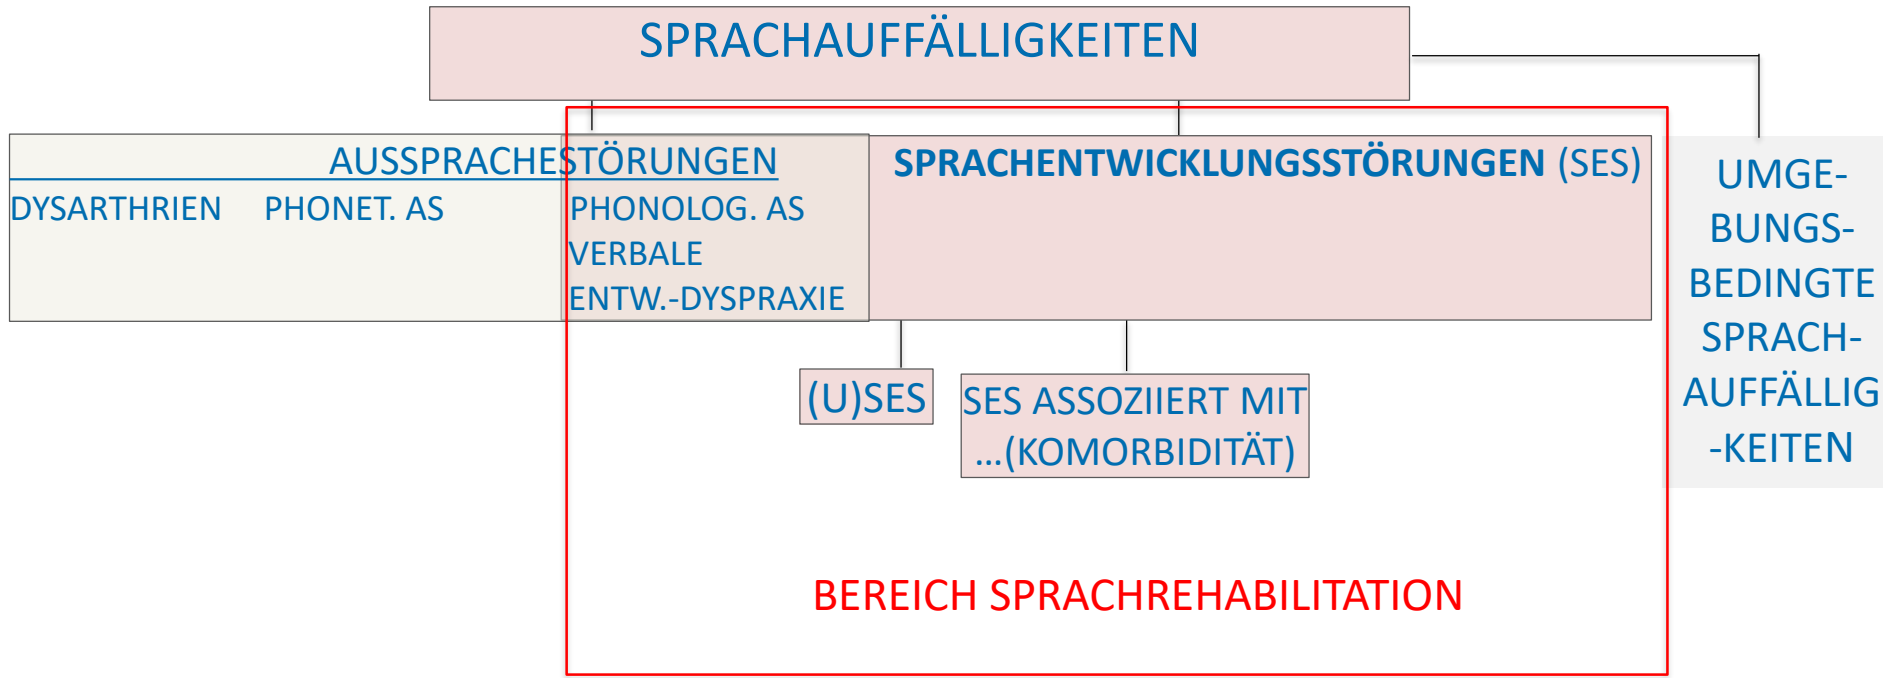 SPRACHAUFFÄLLIGKEITEN
AUSSPRACHESTÖRUNGEN
DYSARTHRIEN PHONET. AS PHONOLOG. AS
VERBALE
ENTW.-DYSPRAXIE
SPRACHENTWICKLUNGSSTÖRUNGEN (SES)
UMGE-
BUNGS-
BEDINGTE
SPRACH-
AUFFÄLLIG
-KEITEN
(U)SES
SES ASSOZIIERT MIT
...(KOMORBIDITÄT)
BEREICH SPRACHREHABILITATION